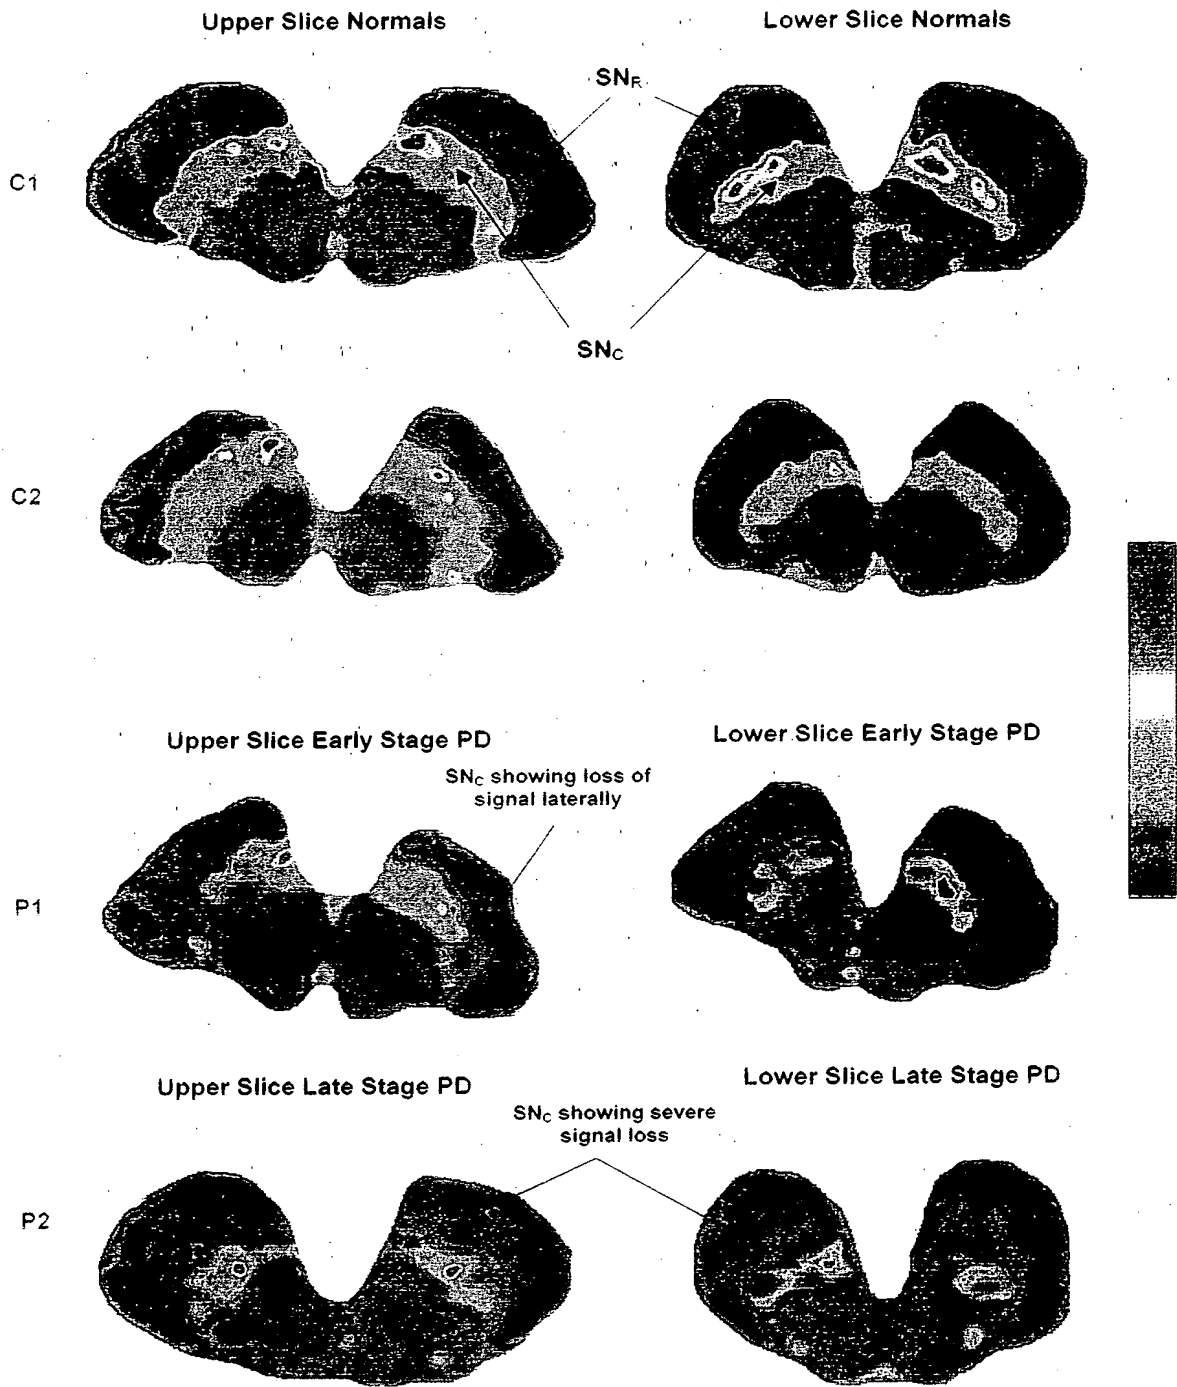 Upper Slice Normals
Lower Slice Normals
SNR
C1
SNC
C2
Upper Slice Early Stage PD
Lower Slice Early Stage PD
SNC showing loss of
signal laterally
P1
Upper Slice Late Stage PD
Lower Slice Late Stage PD
SNC showing severe
signal loss
P2